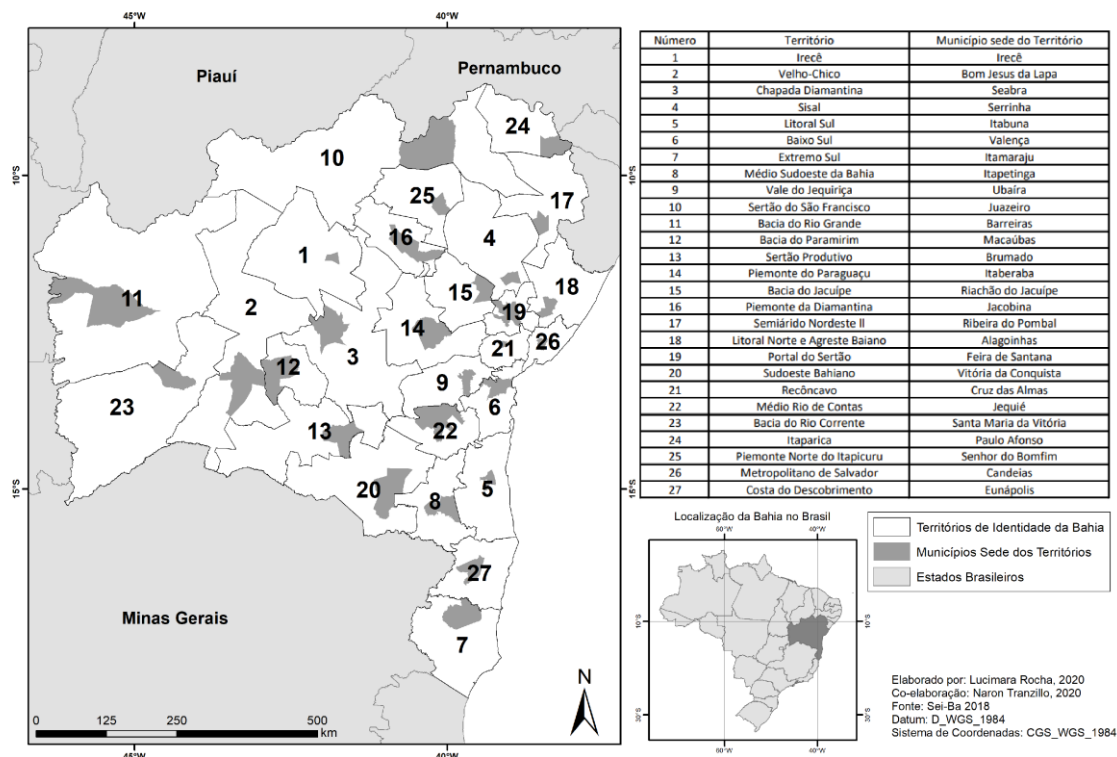 45°W
40°W
Piauí
Pernambuco
24
10
10°S
25
17
4
16
1
18
11
15
2
19
14
26
21
3
12
9
6
23
13
22
20
5
15°S
8
27
Minas Gerais
7
N
0 125 250 500
km
45°W
40°W
Número Território Município sede do Território
1 Irecê Irecê
2 Velho-Chico Bom Jesus da Lapa
3 Chapada Diamantina Seabra
4 Sisal Serrinha
5 Litoral Sul Itabuna
6 Baixo Sul Valença
7 Extremo Sul Itamaraju
8 Médio Sudoeste da Bahia Itapetinga
9 Vale do Jequiriça Ubaíra
10 Sertão do São Francisco Juazeiro
11 Bacia do Rio Grande Barreiras
12 Bacia do Paramirim Macaúbas
13 Sertão Produtivo Brumado
14 Piemonte do Paraguaçu Itaberaba
15 Bacia do Jacuípe Riachão do Jacuípe
16 Piemonte da Diamantina Jacobina
17 Semiárido Nordeste II Ribeira do Pombal
18 Litoral Norte e Agreste Baiano Alagoinhas
19 Portal do Sertão Feira de Santana
20 Sudoeste Bahiano Vitória da Conquista
21 Recôncavo Cruz das Almas
22 Médio Rio de Contas Jequié
23 Bacia do Rio Corrente Santa Maria da Vitória
24 Itaparica Paulo Afonso
25 Piemonte Norte do Itapicuru Senhor do Bomfim
26 Metropolitano de Salvador Candeias
27 Costa do Descobrimento Eunápolis
10°S
15°S
Localização da Bahia no Brasil
60°W 40°W
10°S 10°S
30°S 30°S
60°W 40°W
Territórios de Identidade da Bahia
Municípios Sede dos Territórios
Estados Brasileiros
Elaborado por: Lucimara Rocha, 2020
Co-elaboração: Naron Tranzillo, 2020
Fonte: Sei-Ba 2018
Datum: D_WGS_1984
Sistema de Coordenadas: CGS_WGS_1984